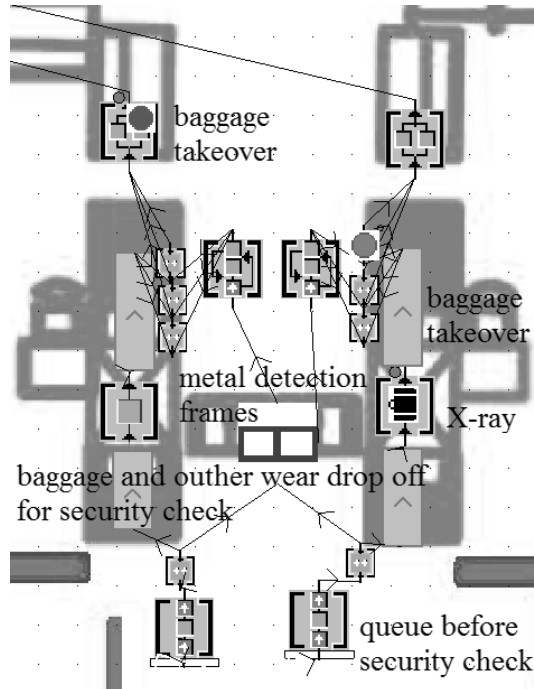 baggage
takeover
baggage
takeover
metal detection
frames
X-ray
baggage and outher wear drop off
for security check
queue before
security check